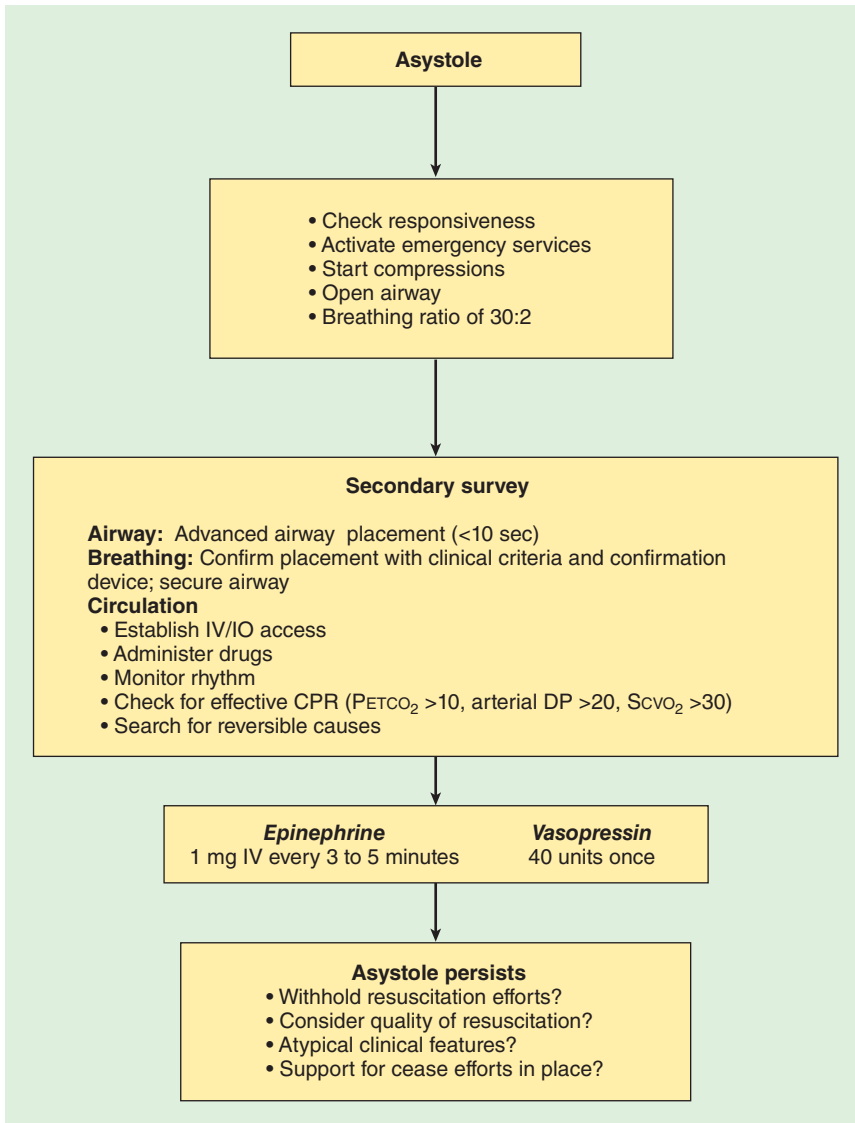 Asystole
• Check responsiveness
• Activate emergency services
• Start compressions
• Open airway
• Breathing ratio of 30:2
Secondary survey
Airway: Advanced airway placement (<10 sec)
Breathing: Confirm placement with clinical criteria and confirmation
device; secure airway
Circulation
• Establish IV/IO access
• Administer drugs
• Monitor rhythm
• Check for effective CPR (PETCO₂ >10, arterial DP >20, SCVO₂ >30)
• Search for reversible causes
Epinephrine Vasopressin
1 mg IV every 3 to 5 minutes 40 units once
Asystole persists
• Withhold resuscitation efforts?
• Consider quality of resuscitation?
• Atypical clinical features?
• Support for cease efforts in place?